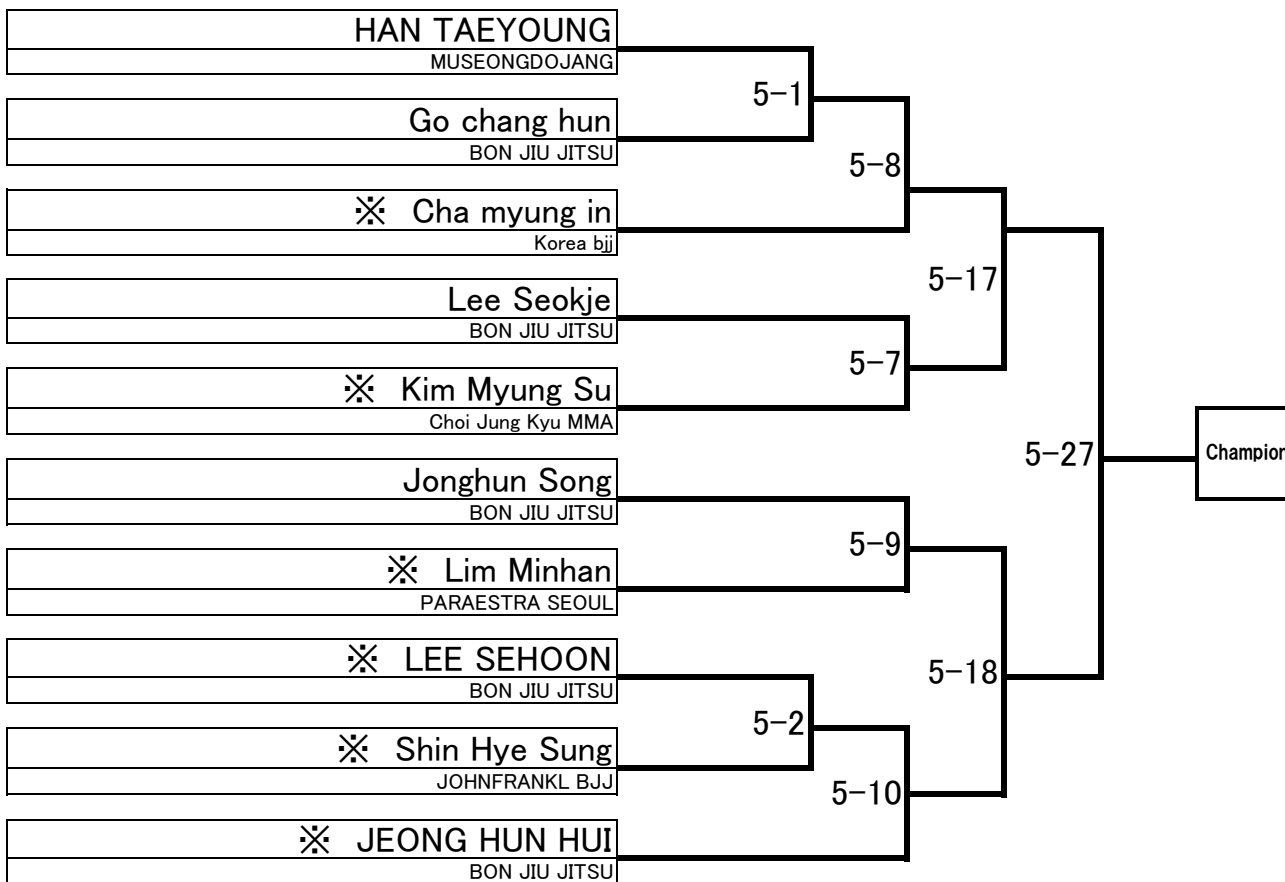 HAN TAEYOUNG
MUSEONGDOJANG
5-1
Go chang hun
BON JIU JITSU
5-8
※ Cha myung in
Korea bjj
5-17
Lee Seokje
BON JIU JITSU
5-7
※ Kim Myung Su
Choi Jung Kyu MMA
5-27
Champion
Jonghun Song
BON JIU JITSU
5-9
※ Lim Minhan
PARAESTRA SEOUL
※ LEE SEHOON
BON JIU JITSU
5-18
5-2
※ Shin Hye Sung
JOHNFRANKL BJJ
5-10
※ JEONG HUN HUI
BON JIU JITSU